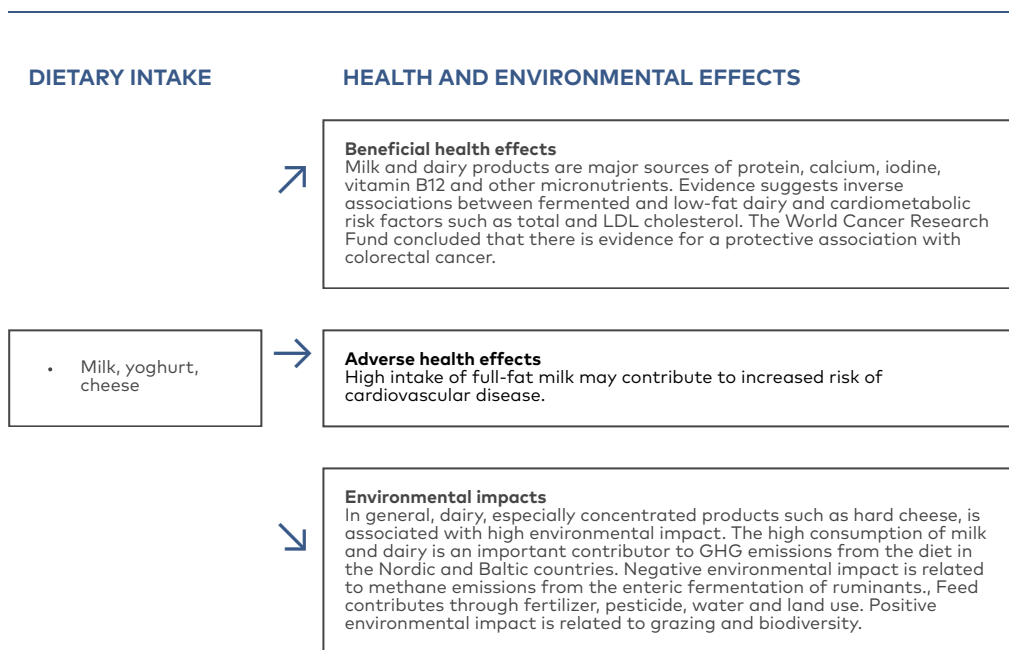 DIETARY INTAKE
HEALTH AND ENVIRONMENTAL EFFECTS
Beneficial health effects
Milk and dairy products are major sources of protein, calcium, iodine,
vitamin B12 and other micronutrients. Evidence suggests inverse
associations between fermented and low-fat dairy and cardiometabolic
risk factors such as total and LDL cholesterol. The World Cancer Research
Fund concluded that there is evidence for a protective association with
colorectal cancer.
• Milk, yoghurt,
cheese
Adverse health effects
High intake of full-fat milk may contribute to increased risk of
cardiovascular disease.
Environmental impacts
In general, dairy, especially concentrated products such as hard cheese, is
associated with high environmental impact. The high consumption of milk
and dairy is an important contributor to GHG emissions from the diet in
the Nordic and Baltic countries. Negative environmental impact is related
to methane emissions from the enteric fermentation of ruminants., Feed
contributes through fertilizer, pesticide, water and land use. Positive
environmental impact is related to grazing and biodiversity.